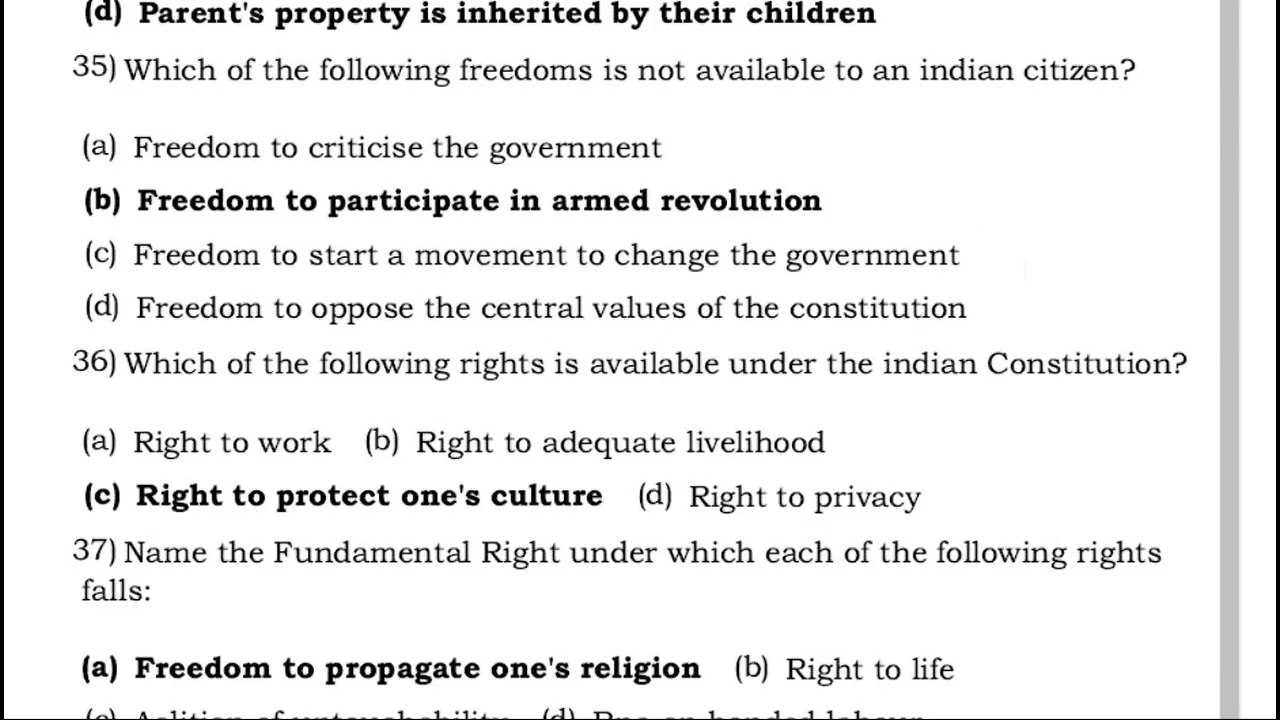 (d) Parent's property is inherited by their children
35) Which of the following freedoms is not available to an indian citizen?
(a) Freedom to criticise the government
(b) Freedom to participate in armed revolution
(c) Freedom to start a movement to change the government
(d) Freedom to oppose the central values of the constitution
36) Which of the following rights is available under the indian Constitution?
(a) Right to work (b) Right to adequate livelihood
(c) Right to protect one's culture (d) Right to privacy
37) Name the Fundamental Right under which each of the following rights
falls:
(a) Freedom to propagate one's religion (b) Right to life